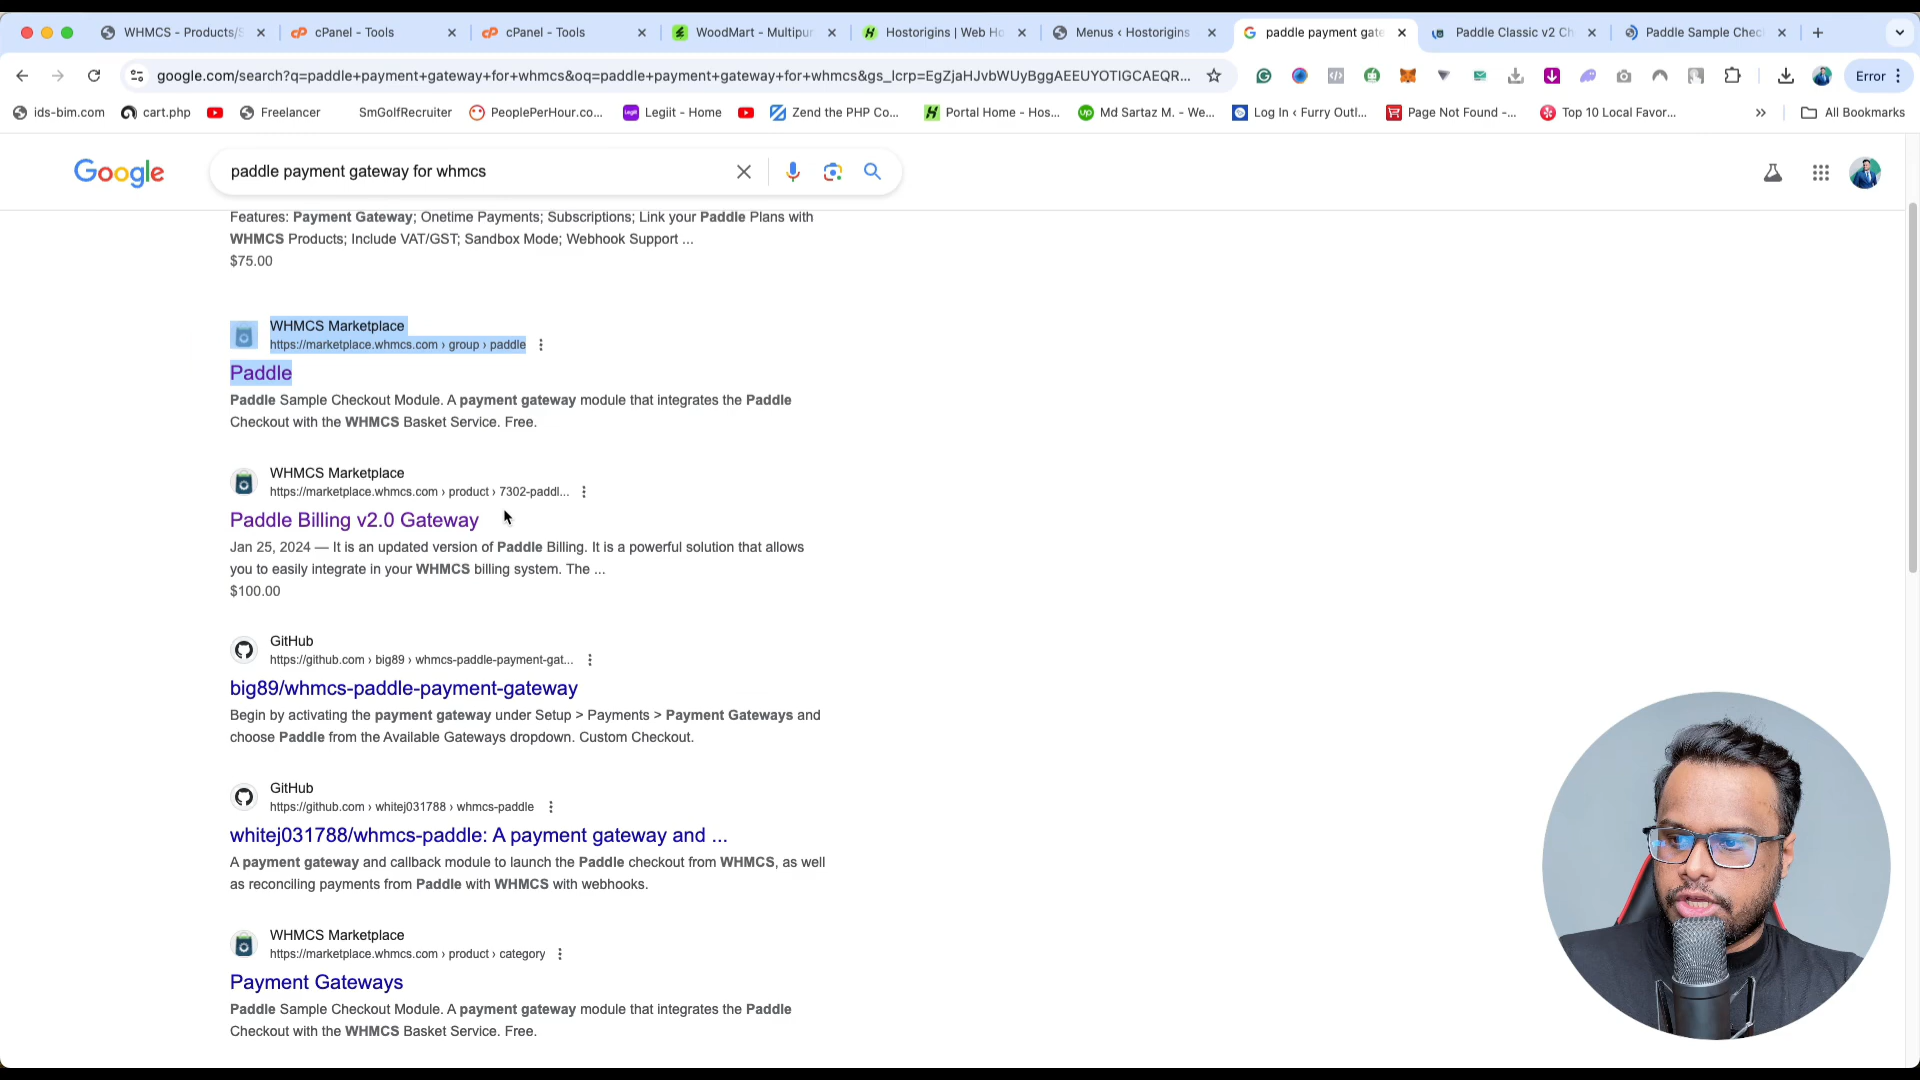 WHMCS - Products/S
cPanel - Tools
cPanel - Tools
WoodMart - Multipur
Hostorigins | Web Ho
Menus ‹ Hostorigins
paddle payment gate
Paddle Classic v2 Ch
Paddle Sample Chec
google.com/search?q=paddle+payment+gateway+for+whmcs&oq=paddle+payment+gateway+for+whmcs&gs_lcrp=EgZjaHJvbWUyBggAEEUYOTIGCAEQR...
Error
ids-bim.com
cart.php
Freelancer
SmGolfRecruiter
PeoplePerHour.co...
Legiit - Home
Zend the PHP Co...
Portal Home - Hos...
Md Sartaz M. - We...
Log In ‹ Furry Outl...
Page Not Found -...
Top 10 Local Favor...
All Bookmarks
Google
paddle payment gateway for whmcs
Features: Payment Gateway; Onetime Payments; Subscriptions; Link your Paddle Plans with
WHMCS Products; Include VAT/GST; Sandbox Mode; Webhook Support ...
$75.00
WHMCS Marketplace
https://marketplace.whmcs.com › group › paddle
Paddle
Paddle Sample Checkout Module. A payment gateway module that integrates the Paddle
Checkout with the WHMCS Basket Service. Free.
WHMCS Marketplace
https://marketplace.whmcs.com › product › 7302-paddl...
Paddle Billing v2.0 Gateway
Jan 25, 2024 — It is an updated version of Paddle Billing. It is a powerful solution that allows
you to easily integrate in your WHMCS billing system. The ...
$100.00
GitHub
https://github.com › big89 › whmcs-paddle-payment-gat...
big89/whmcs-paddle-payment-gateway
Begin by activating the payment gateway under Setup > Payments > Payment Gateways and
choose Paddle from the Available Gateways dropdown. Custom Checkout.
GitHub
https://github.com › whitej031788 › whmcs-paddle
whitej031788/whmcs-paddle: A payment gateway and ...
A payment gateway and callback module to launch the Paddle checkout from WHMCS, as well
as reconciling payments from Paddle with WHMCS with webhooks.
WHMCS Marketplace
https://marketplace.whmcs.com › product › category
Payment Gateways
Paddle Sample Checkout Module. A payment gateway module that integrates the Paddle
Checkout with the WHMCS Basket Service. Free.